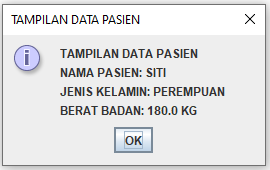 TAMPILAN DATA PASIEN
TAMPILAN DATA PASIEN
NAMA PASIEN: SITI
JENIS KELAMIN: PEREMPUAN
BERAT BADAN: 180.0 KG
OK